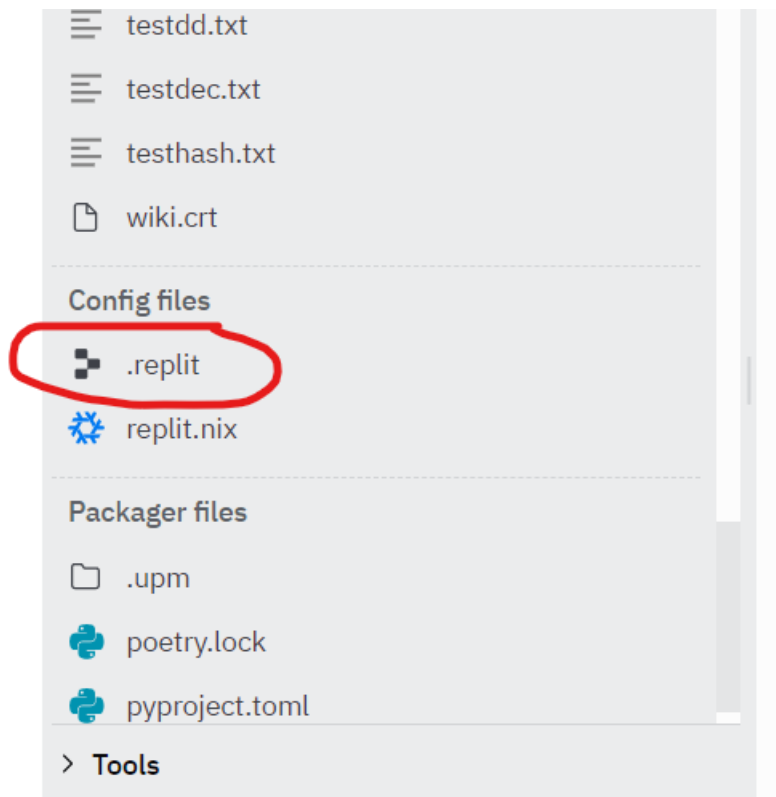 testdd.txt
testdec.txt
testhash.txt
wiki.crt
Config files
.replit
replit.nix
Packager files
.upm
poetry.lock
pyproject.toml
Tools